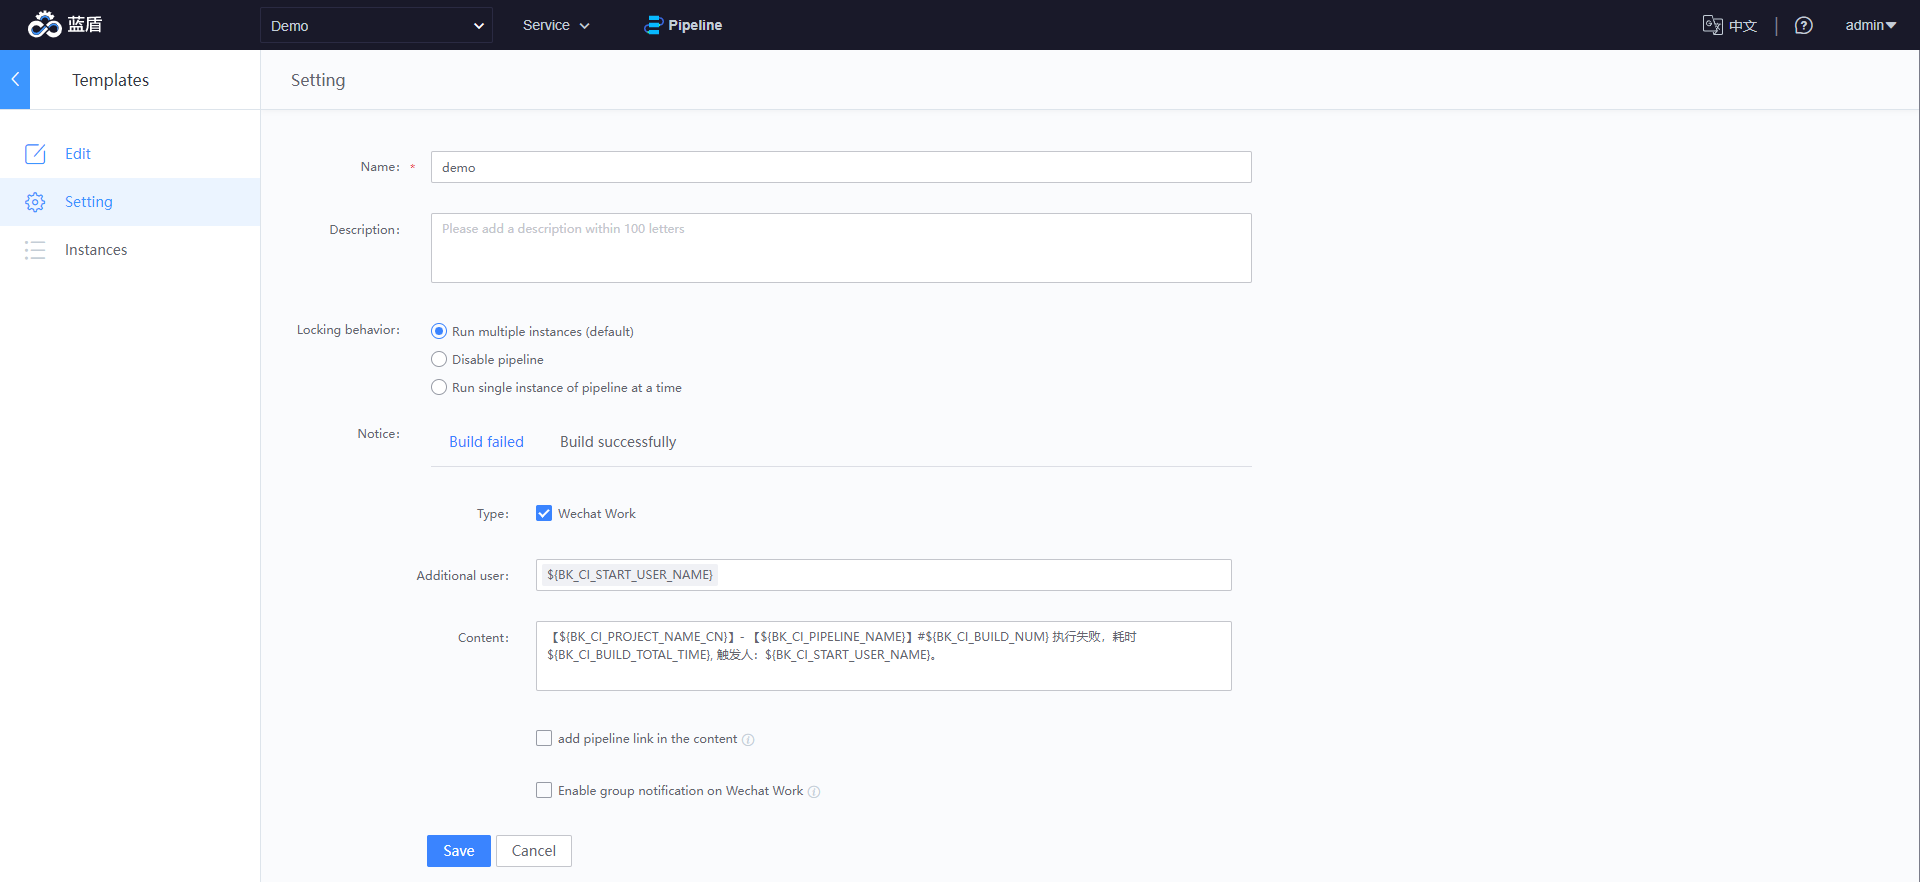 蓝盾
Demo
Service
Pipeline
中文
admin
Templates
Setting
Edit
Setting
Instances
Name: *
demo
Description:
Please add a description within 100 letters
Locking behavior:
Run multiple instances (default)
Disable pipeline
Run single instance of pipeline at a time
Notice:
Build failed
Build successfully
Type:
Wechat Work
Additional user:
${BK_CI_START_USER_NAME}
Content:
【${BK_CI_PROJECT_NAME_CN}】- 【${BK_CI_PIPELINE_NAME}】#${BK_CI_BUILD_NUM} 执行失败，耗时
${BK_CI_BUILD_TOTAL_TIME}, 触发人：${BK_CI_START_USER_NAME}。
add pipeline link in the content
Enable group notification on Wechat Work
Save
Cancel